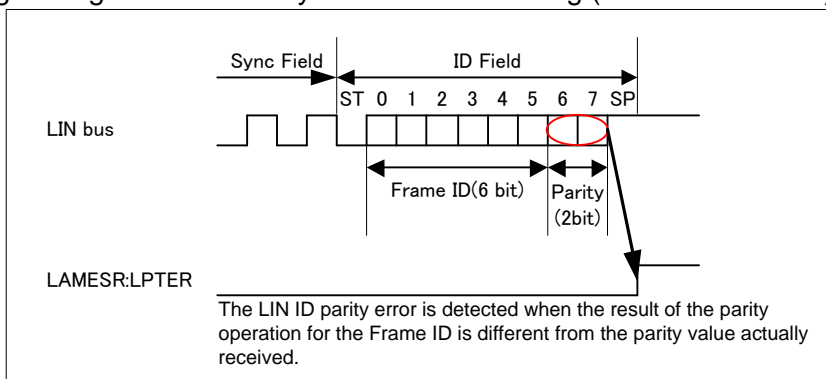 Sync Field ID Field
ST 0 1 2 3 4 5 6 7 SP
LIN bus
Frame ID(6 bit) Parity
(2bit)
LAMESR:LPTER
The LIN ID parity error is detected when the result of the parity
operation for the Frame ID is different from the parity value actually
received.